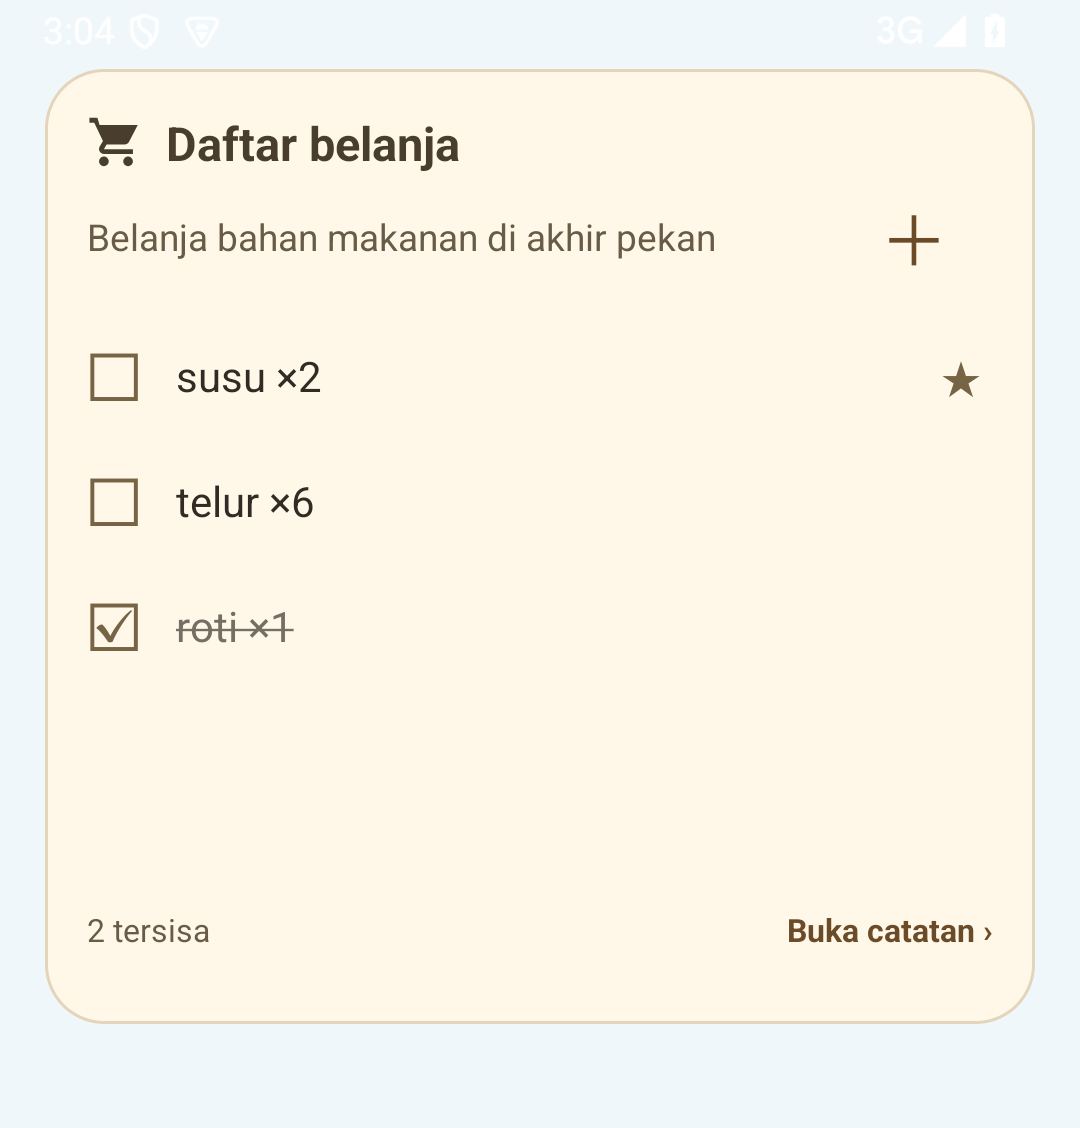 3:04 3G
Daftar belanja
Belanja bahan makanan di akhir pekan
susu ×2
telur ×6
roti ×1
2 tersisa
Buka catatan ›